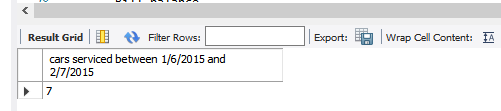 Result Grid Filter Rows: Export: Wrap Cell Content:
cars serviced between 1/6/2015 and
2/7/2015
7